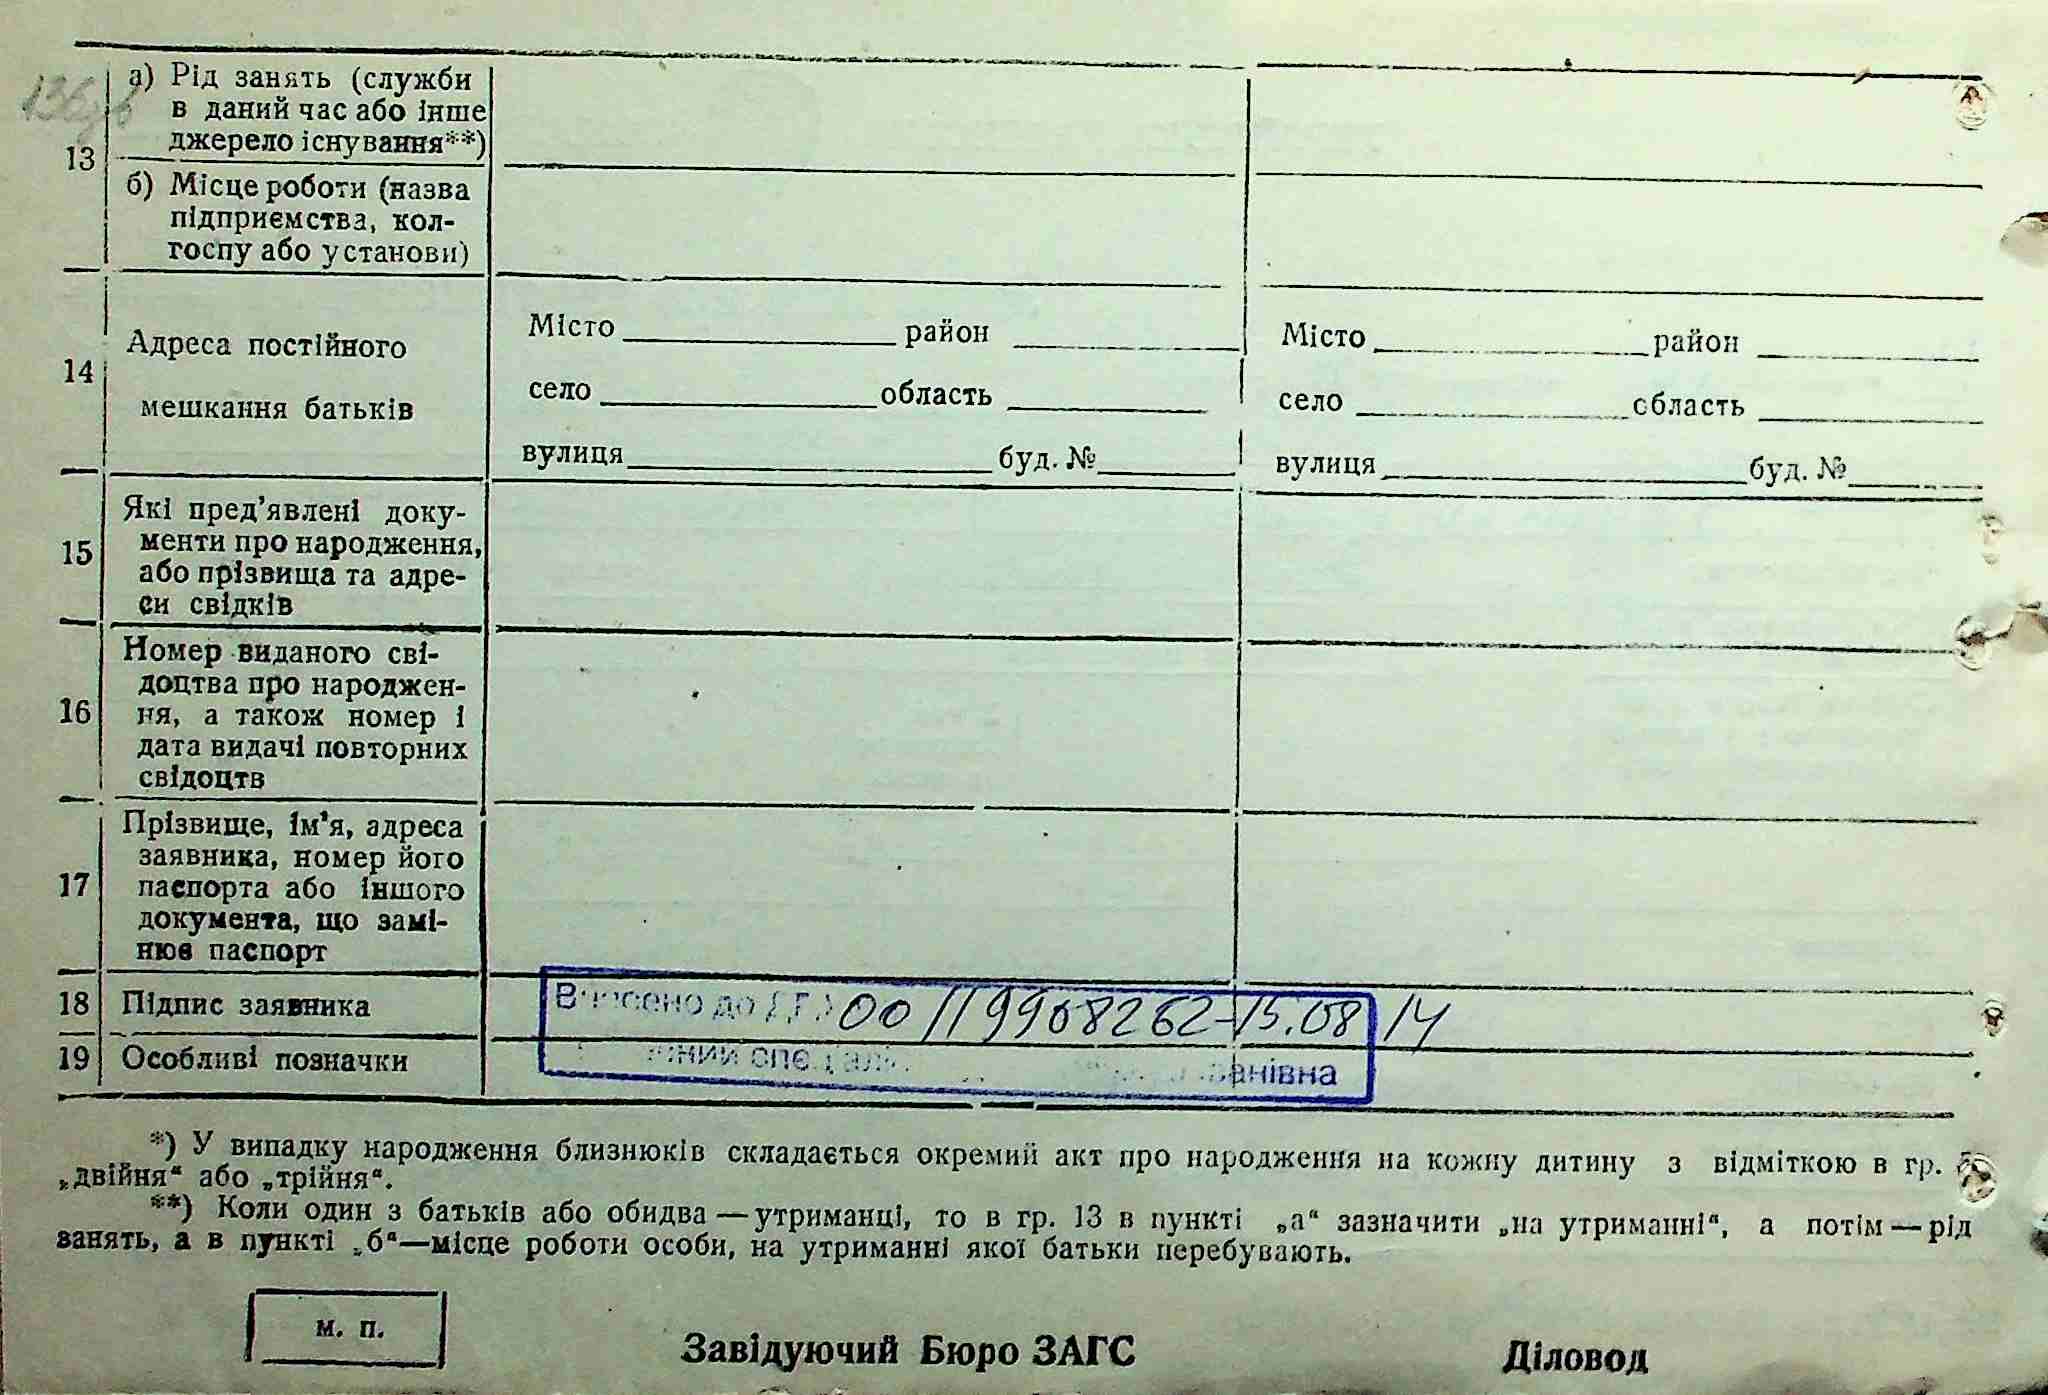 136зв
13
а) Рід занять (служби
в даний час або інше
джерело існування**)
б) Місце роботи (назва
підприємства, кол-
госпу або установи)
14
Адреса постійного
мешкання батьків
Місто район
село область
вулиця буд. №
Місто район
село область
вулиця буд. №
15
Які пред’явлені доку-
менти про народження,
або прізвища та адре-
си свідків
16
Номер виданого сві-
доцтва про народжен-
ня, а також номер і
дата видачі повторних
свідоцтв
17
Прізвище, ім’я, адреса
заявника, номер його
паспорта або іншого
документа, що замі-
нює паспорт
18 Підпис заявника
Внесено до 00119968262-15.08.14
19 Особливі позначки
*) У випадку народження близнюків складається окремий акт про народження на кожну дитину з відміткою в гр.
„двійня“ або „трійня“.
**) Коли один з батьків або обидва — утриманці, то в гр. 13 в пункті „а“ зазначити „на утриманні“, а потім — рід
занять, а в пункті „б“—місце роботи особи, на утриманні якої батьки перебувають.
м. п.
Завідуючий Бюро ЗАГС
Діловод